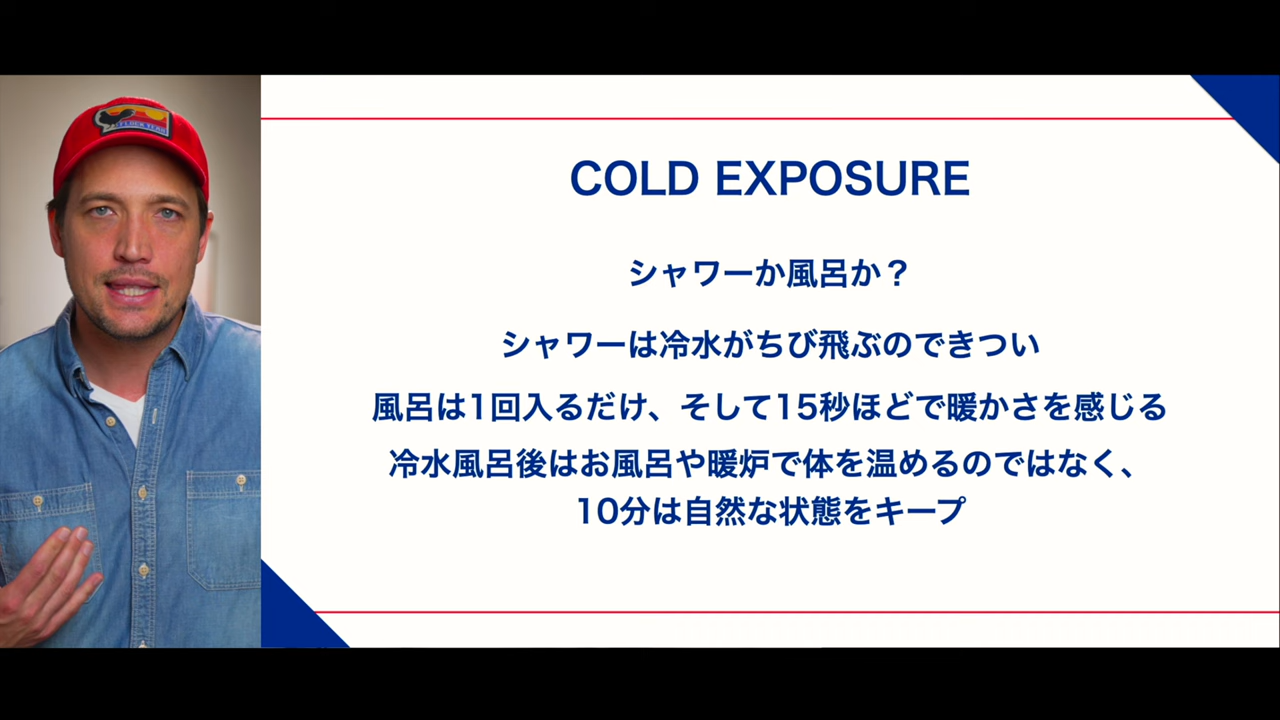 COLD EXPOSURE
シャワーか風呂か？
シャワーは冷水がちび飛ぶのできつい
風呂は1回入るだけ、そして15秒ほどで暖かさを感じる
冷水風呂後はお風呂や暖炉で体を温めるのではなく、
10分は自然な状態をキープ